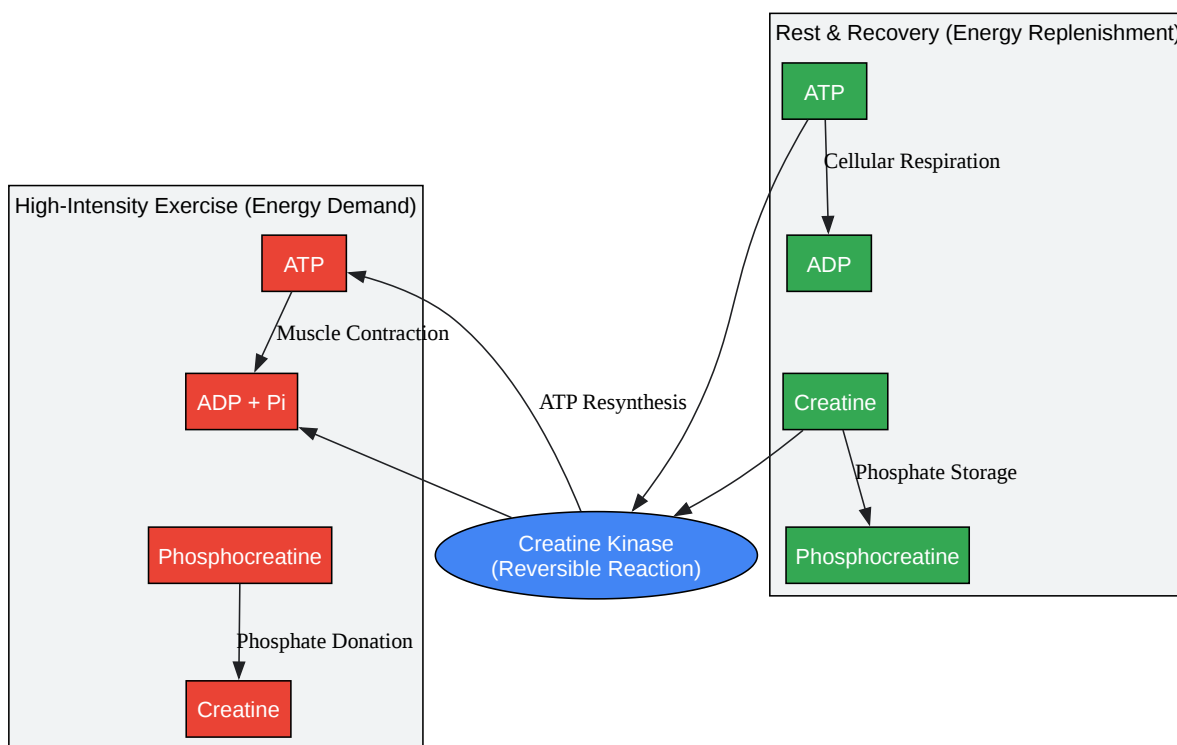 High-Intensity Exercise (Energy Demand)
ATP
Muscle Contraction
ADP + Pi
Phosphocreatine
Phosphate Donation
Creatine
ATP Resynthesis
Creatine Kinase
(Reversible Reaction)
Rest & Recovery (Energy Replenishment)
ATP
Cellular Respiration
ADP
Creatine
Phosphate Storage
Phosphocreatine